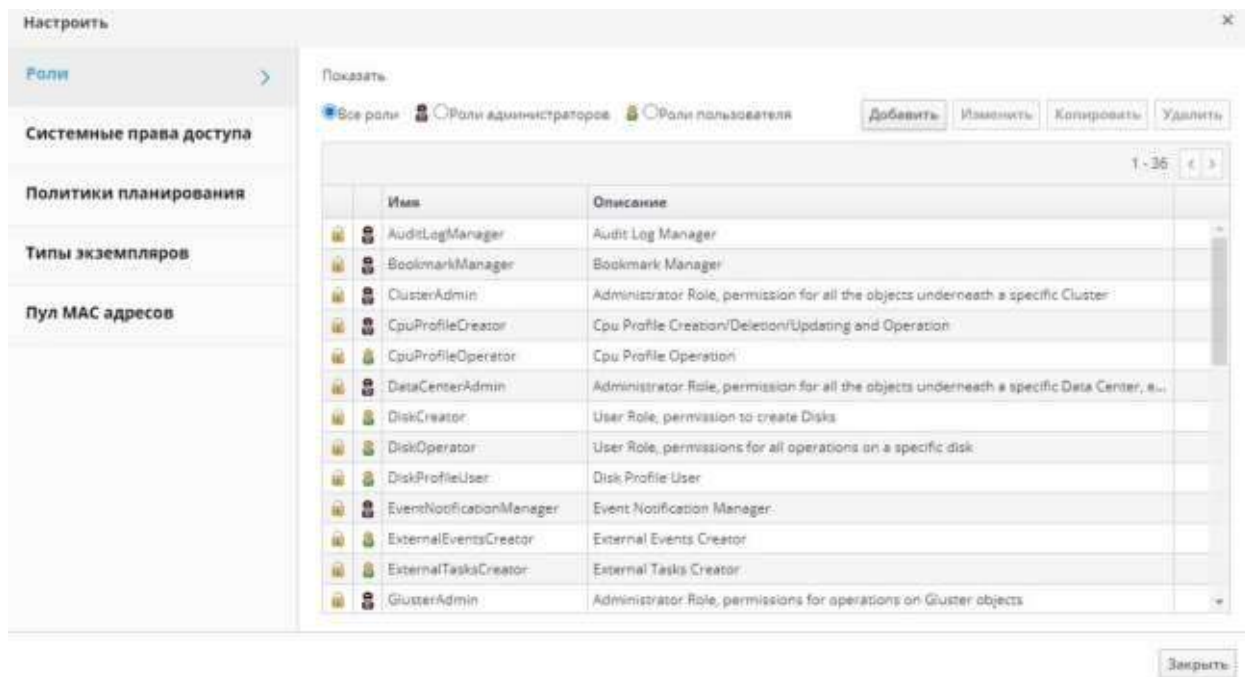 Настроить
Роли
Системные права доступа
Политики планирования
Типы экземпляров
Пул MAC адресов
Показать
Все роли Роли администраторов Роли пользователя Добавить Изменить Копировать Удалить
1 - 36
Имя Описание
AuditLogManager Audit Log Manager
BookmarkManager Bookmark Manager
ClusterAdmin Administrator Role, permission for all the objects underneath a specific Cluster
CpuProfileCreator Cpu Profile Creation/Deletion/Updating and Operation
CpuProfileOperator Cpu Profile Operation
DataCenterAdmin Administrator Role, permission for all the objects underneath a specific Data Center, e...
DiskCreator User Role, permission to create Disks
DiskOperator User Role, permissions for all operations on a specific disk
DiskProfileUser Disk Profile User
EventNotificationManager Event Notification Manager
ExternalEventsCreator External Events Creator
ExternalTasksCreator External Tasks Creator
GlusterAdmin Administrator Role, permissions for operations on Gluster objects
Закрыть